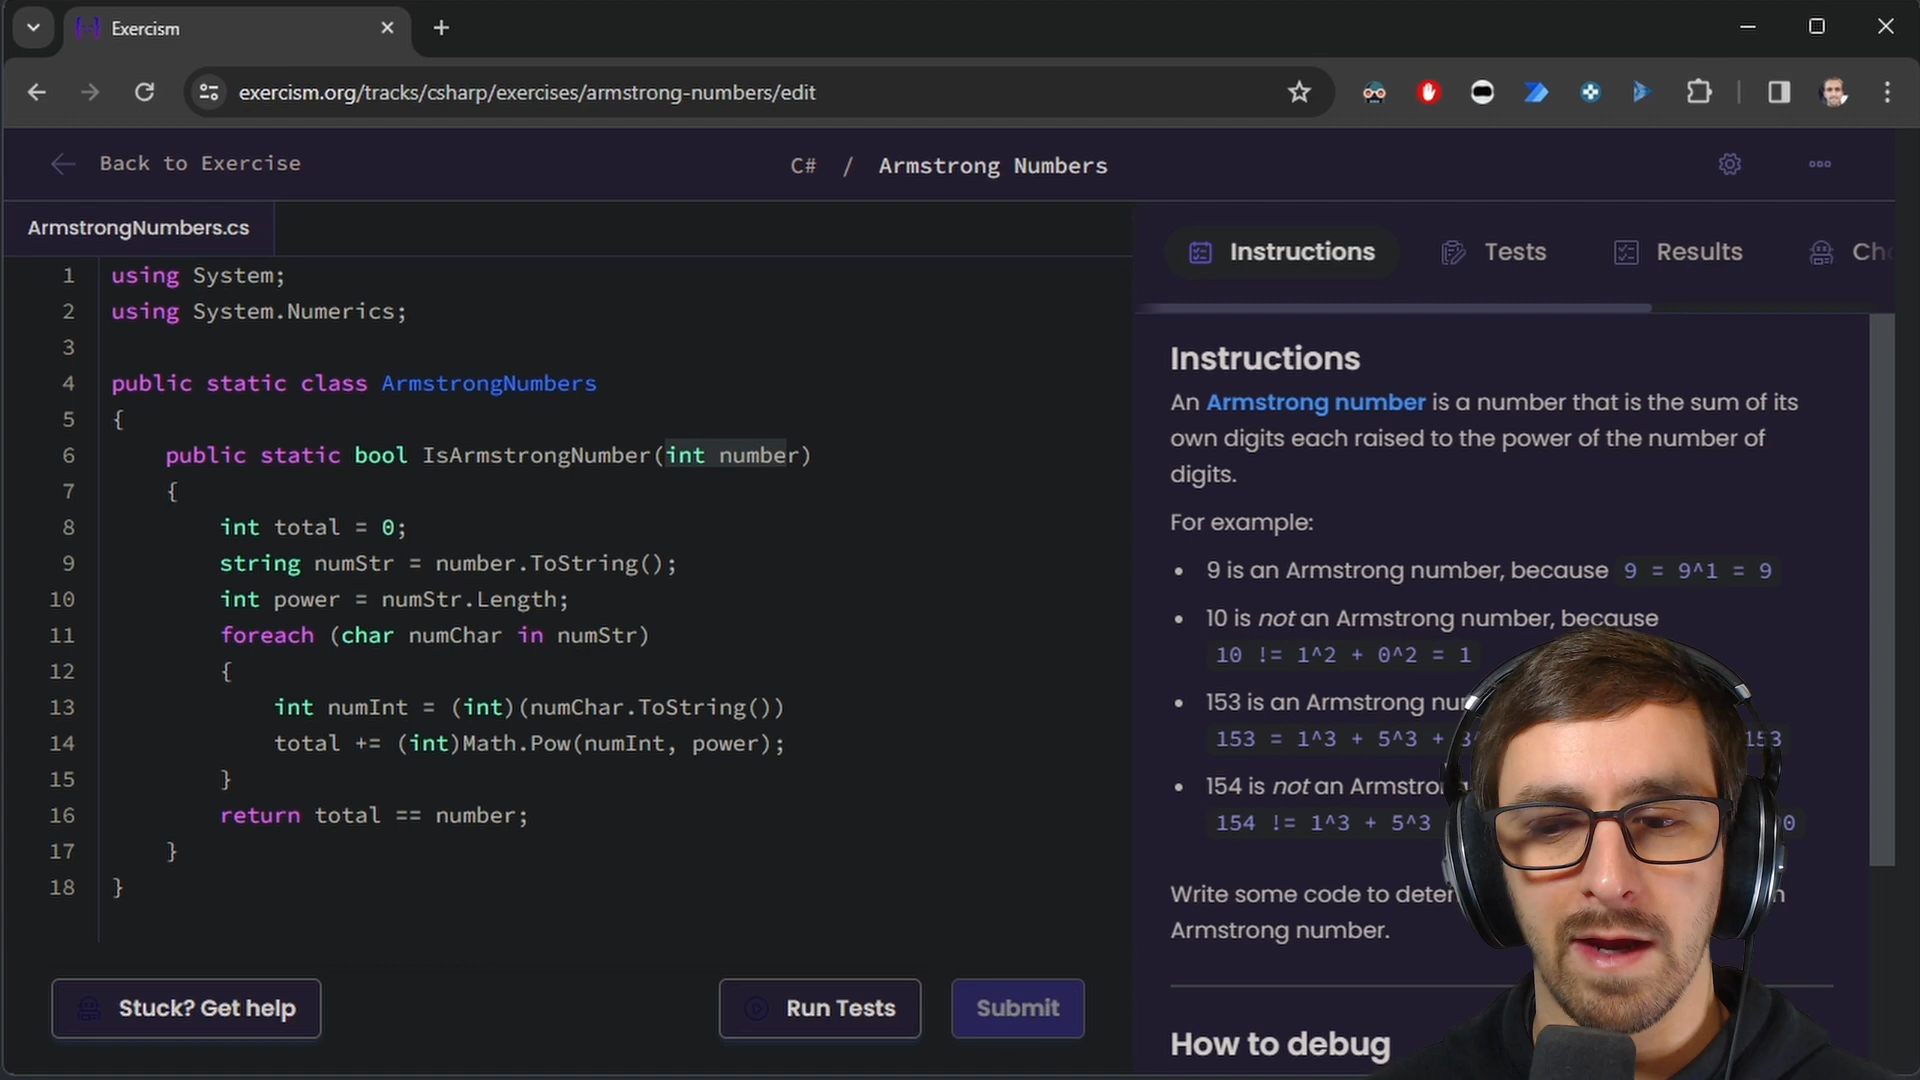 Exercism
exercism.org/tracks/csharp/exercises/armstrong-numbers/edit
Back to Exercise
C# / Armstrong Numbers
ArmstrongNumbers.cs
1 using System;
2 using System.Numerics;
3
4 public static class ArmstrongNumbers
5 {
6 public static bool IsArmstrongNumber(int number)
7 {
8 int total = 0;
9 string numStr = number.ToString();
10 int power = numStr.Length;
11 foreach (char numChar in numStr)
12 {
13 int numInt = (int)(numChar.ToString())
14 total += (int)Math.Pow(numInt, power);
15 }
16 return total == number;
17 }
18 }
Stuck? Get help
Run Tests
Submit
Instructions
Tests
Results
Instructions
An Armstrong number is a number that is the sum of its
own digits each raised to the power of the number of
digits.
For example:
• 9 is an Armstrong number, because 9 = 9^1 = 9
• 10 is not an Armstrong number, because
10 != 1^2 + 0^2 = 1
• 153 is an Armstrong
153 = 1^3 + 5^3 + 153
• 154 is not an
154 != 1^3 + 5^3
Write some code to
Armstrong number.
How to debug